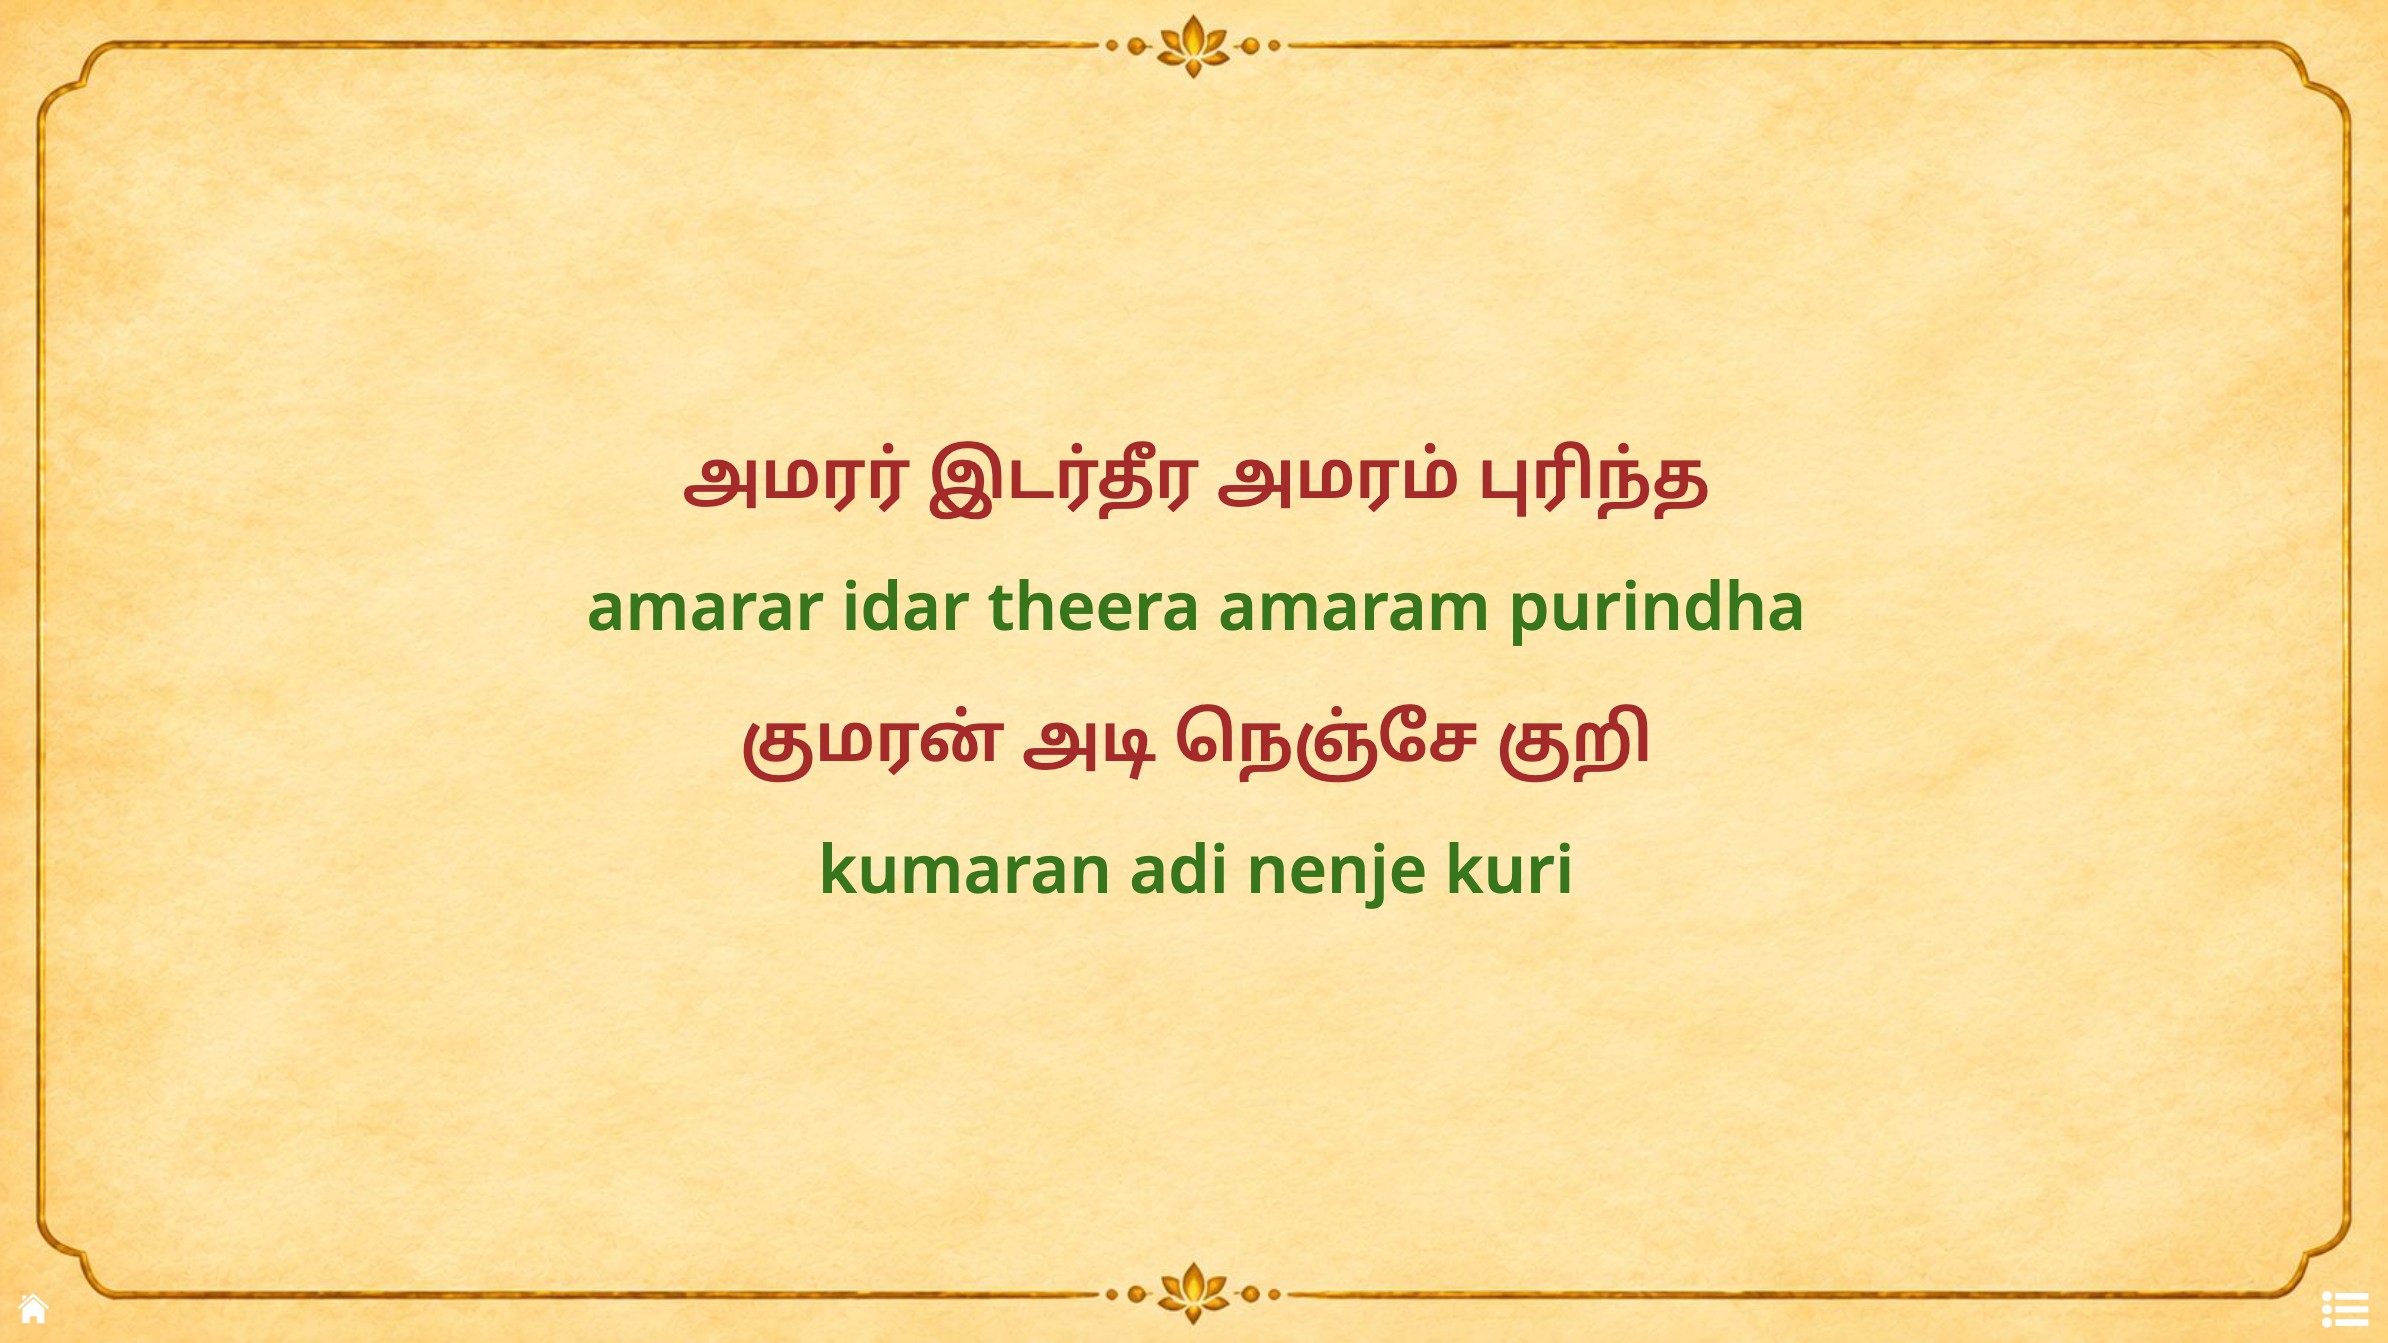 அமரர் இடர்தீர அமரம் புரிந்த
amarar idar theera amaram purindha
குமரன் அடி நெஞ்சே குறி
kumaran adi nenje kuri